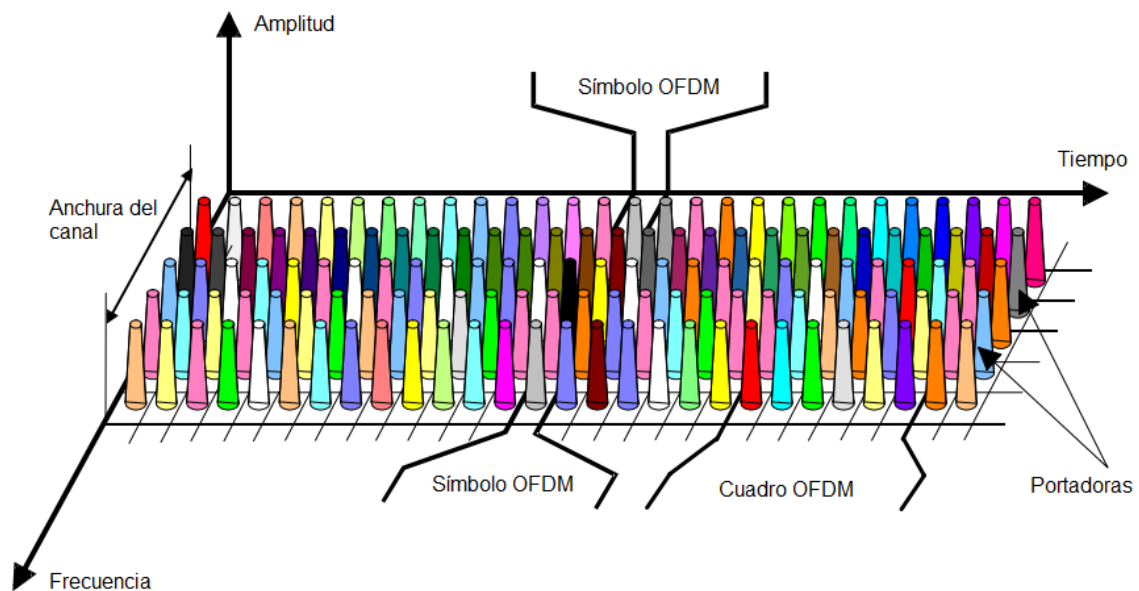 Amplitud
Símbolo OFDM
Tiempo
Anchura del
canal
Símbolo OFDM
Cuadro OFDM
Portadoras
Frecuencia